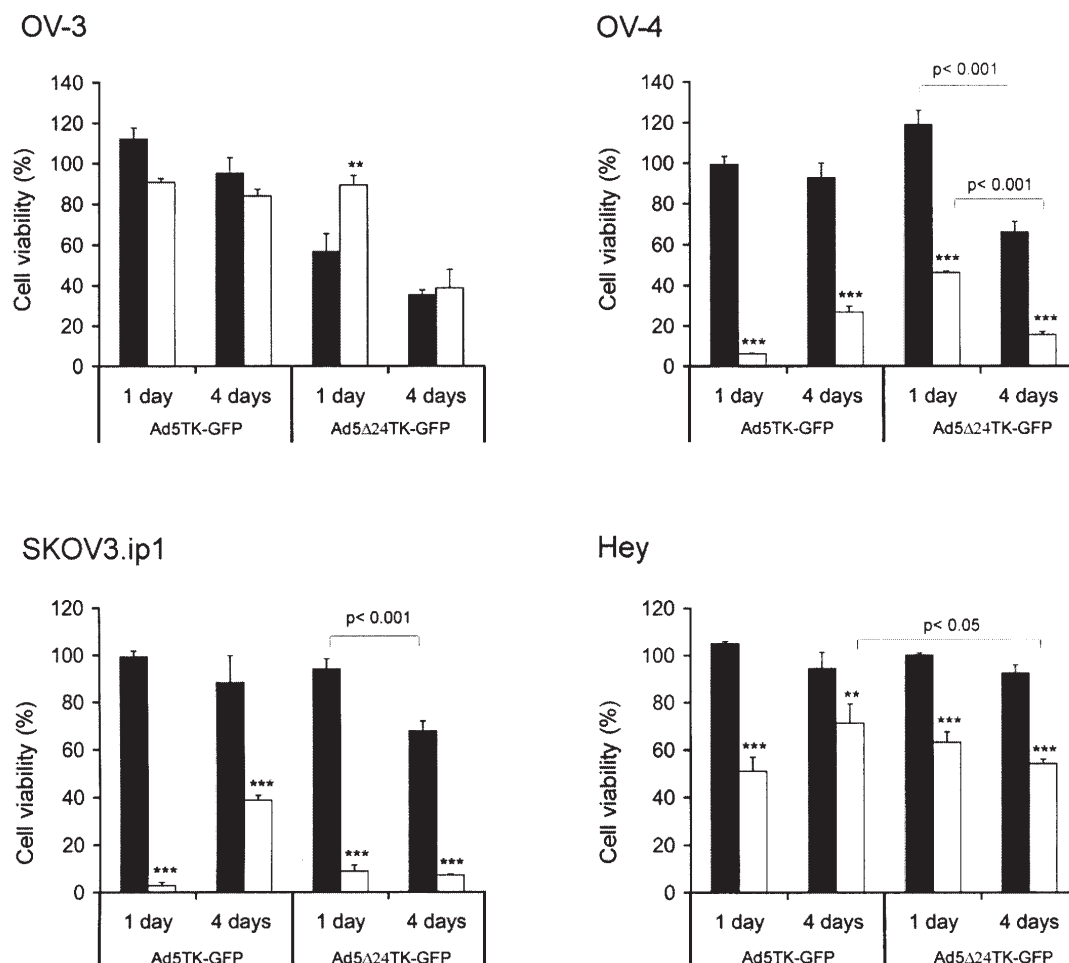 OV-3
Cell viability (%)
140
120
100
80
60
40
20
0
**
1 day
4 days
1 day
4 days
Ad5TK-GFP
Ad5Δ24TK-GFP
OV-4
Cell viability (%)
140
120
100
80
60
40
20
0
p< 0.001
p< 0.001
***
***
***
***
1 day
4 days
1 day
4 days
Ad5TK-GFP
Ad5Δ24TK-GFP
SKOV3.ip1
Cell viability (%)
120
100
80
60
40
20
0
p< 0.001
***
***
***
***
1 day
4 days
1 day
4 days
Ad5TK-GFP
Ad5Δ24TK-GFP
Hey
Cell viability (%)
120
100
80
60
40
20
0
p< 0.05
***
**
***
***
1 day
4 days
1 day
4 days
Ad5TK-GFP
Ad5Δ24TK-GFP